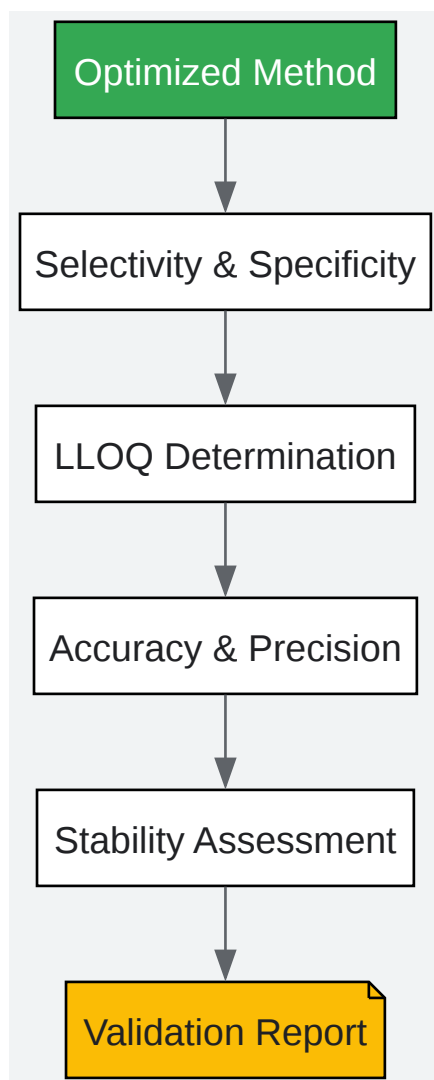 Optimized Method
Selectivity & Specificity
LLOQ Determination
Accuracy & Precision
Stability Assessment
Validation Report